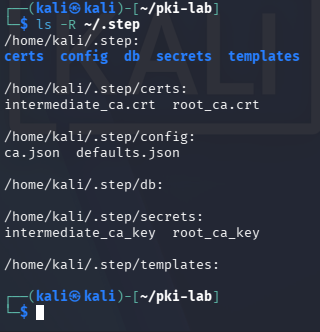 ┌──(kali㉿kali)-[~/pki-lab]
└─$ ls -R ~/.step
/home/kali/.step:
certs config db secrets templates
/home/kali/.step/certs:
intermediate_ca.crt root_ca.crt
/home/kali/.step/config:
ca.json defaults.json
/home/kali/.step/db:
/home/kali/.step/secrets:
intermediate_ca_key root_ca_key
/home/kali/.step/templates:
┌──(kali㉿kali)-[~/pki-lab]
└─$